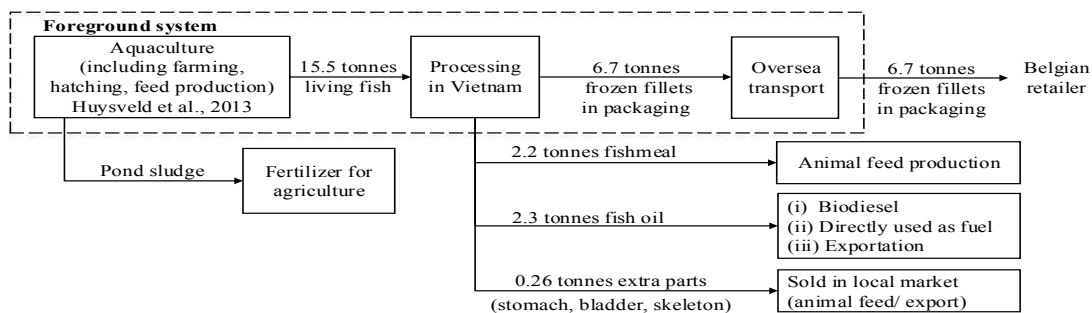 Foreground system
Aquaculture
(including farming,
hatching, feed production)
Huysveld et al., 2013
15.5 tonnes
living fish
Processing
in Vietnam
6.7 tonnes
frozen fillets
in packaging
Oversea
transport
6.7 tonnes
frozen fillets
in packaging
Belgian
retailer
Pond sludge
Fertilizer for
agriculture
2.2 tonnes fishmeal
Animal feed production
2.3 tonnes fish oil
(i) Biodiesel
(ii) Directly used as fuel
(iii) Exportation
0.26 tonnes extra parts
(stomach, bladder, skeleton)
Sold in local market
(animal feed/ export)